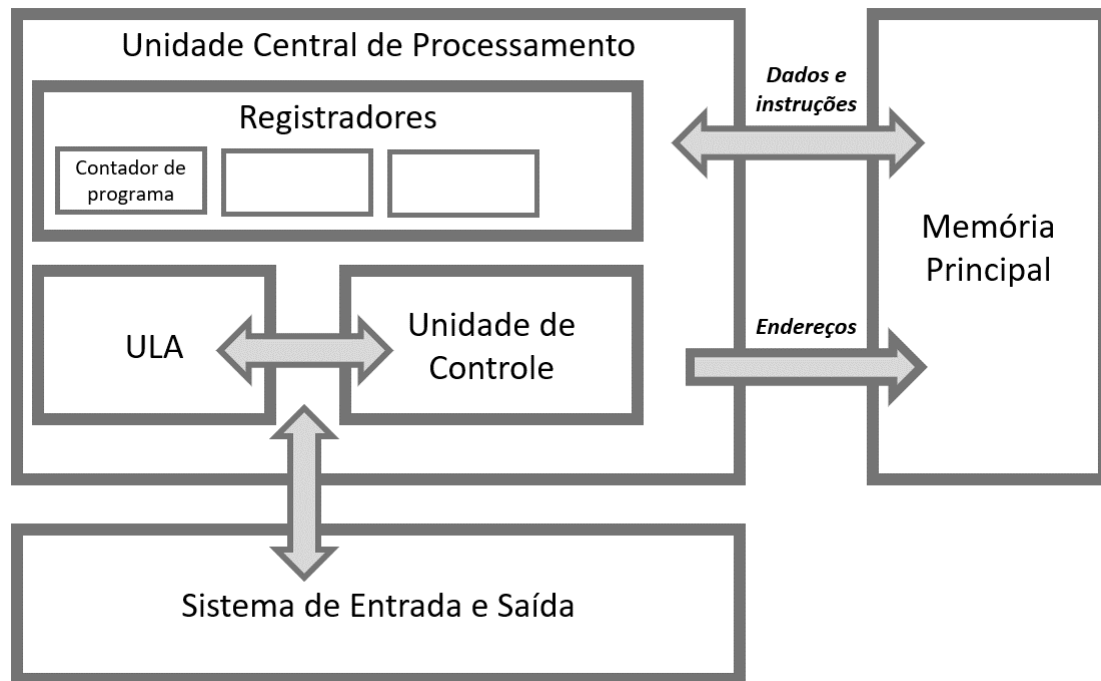 Unidade Central de Processamento
Registradores
Contador de
programa
ULA
Unidade de
Controle
Dados e
instruções
Endereços
Memória
Principal
Sistema de Entrada e Saída